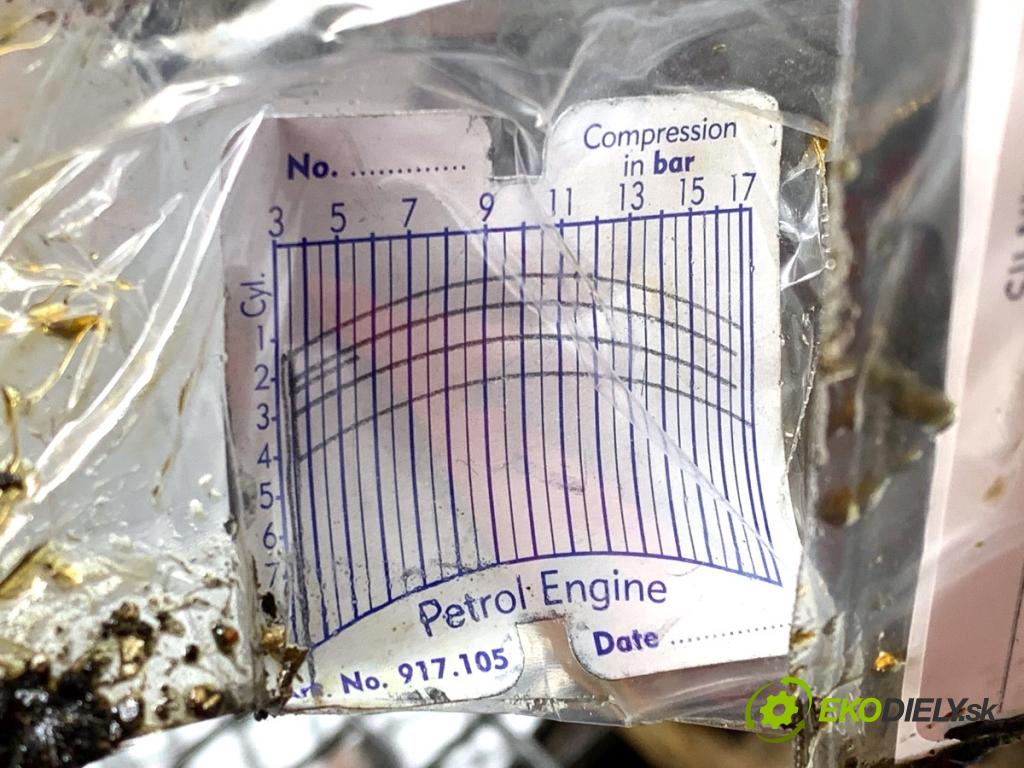 No. ..............
Compression
in bar
3 5 7 9 11 13 15 17
Cyl.
1
2
3
4
5
6
7
Petrol Engine
Date ..................
No. 917.105
EKODIELY.sk